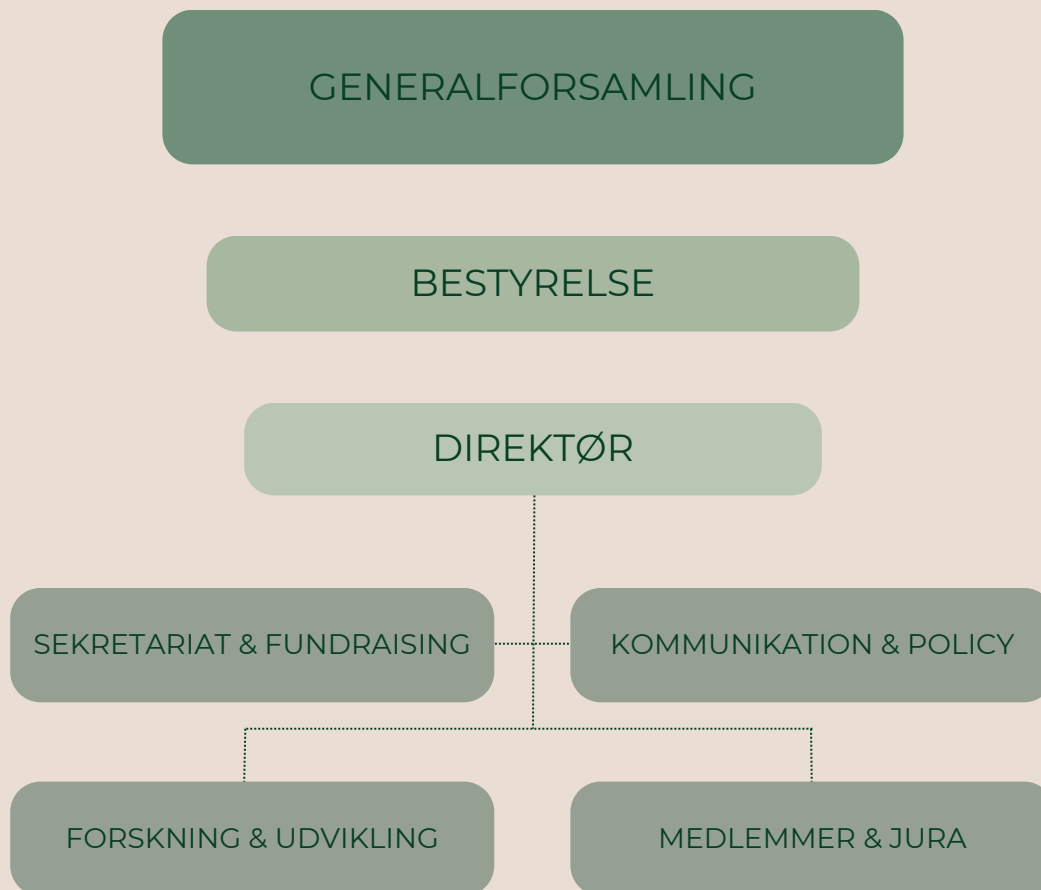 GENERALFORSAMLING
BESTYRELSE
DIREKTØR
SEKRETARIAT & FUNDRAISING
KOMMUNIKATION & POLICY
FORSKNING & UDVIKLING
MEDLEMMER & JURA